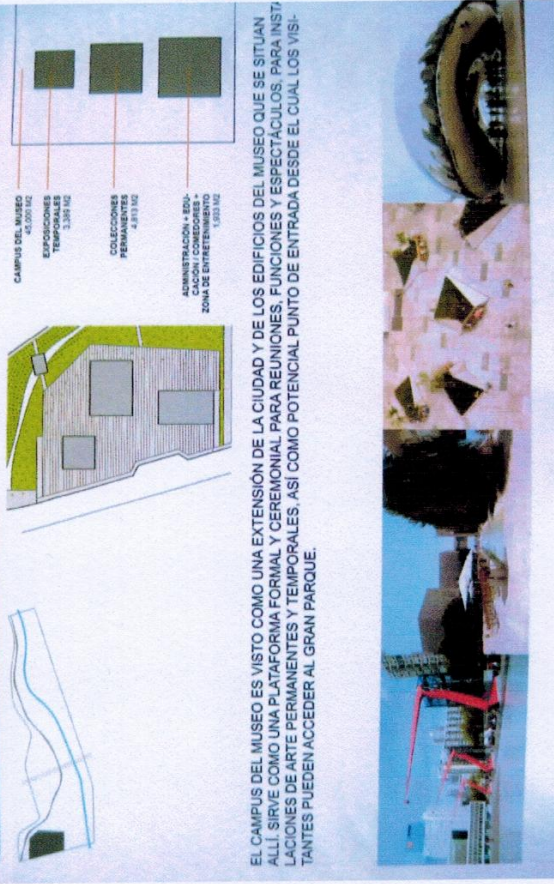 CAMPUS DEL MUSEO
45,000 M2
EXPOSICIONES
TEMPORALES
3,389 M2
COLECCIONES
PERMANENTES
4,813 M2
ADMINISTRACIÓN + EDU-
CACIÓN / COMEDORES +
ZONA DE ENTRETENIMIENTO
1,933 M2
EL CAMPUS DEL MUSEO ES VISTO COMO UNA EXTENSIÓN DE LA CIUDAD Y DE LOS EDIFICIOS DEL MUSEO QUE SE SITUAN
ALLÍ. SIRVE COMO UNA PLATAFORMA FORMAL Y CEREMONIAL PARA REUNIONES, FUNCIONES Y ESPECTÁCULOS, PARA INSTA
LACIONES DE ARTE PERMANENTES Y TEMPORALES, ASÍ COMO POTENCIAL PUNTO DE ENTRADA DESDE EL CUAL LOS VISI-
TANTES PUEDEN ACCEDER AL GRAN PARQUE.